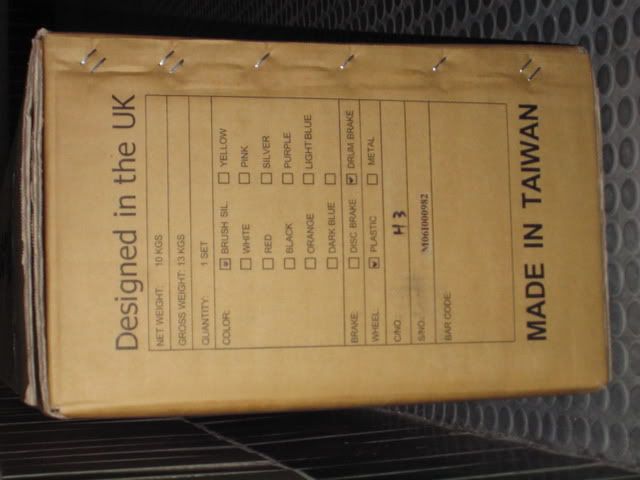 Designed in the UK
NET WEIGHT: 10 KGS
GROSS WEIGHT: 13 KGS
QUANTITY: 1 SET
COLOR: BRUSH SIL YELLOW
WHITE PINK
RED SILVER
BLACK PURPLE
ORANGE LIGHT BLUE
DARK BLUE
BRAKE: DISC BRAKE DRUM BRAKE
WHEEL: PLASTIC METAL
C/NO. H3
S/NO. M06I000982
BAR CODE:
MADE IN TAIWAN